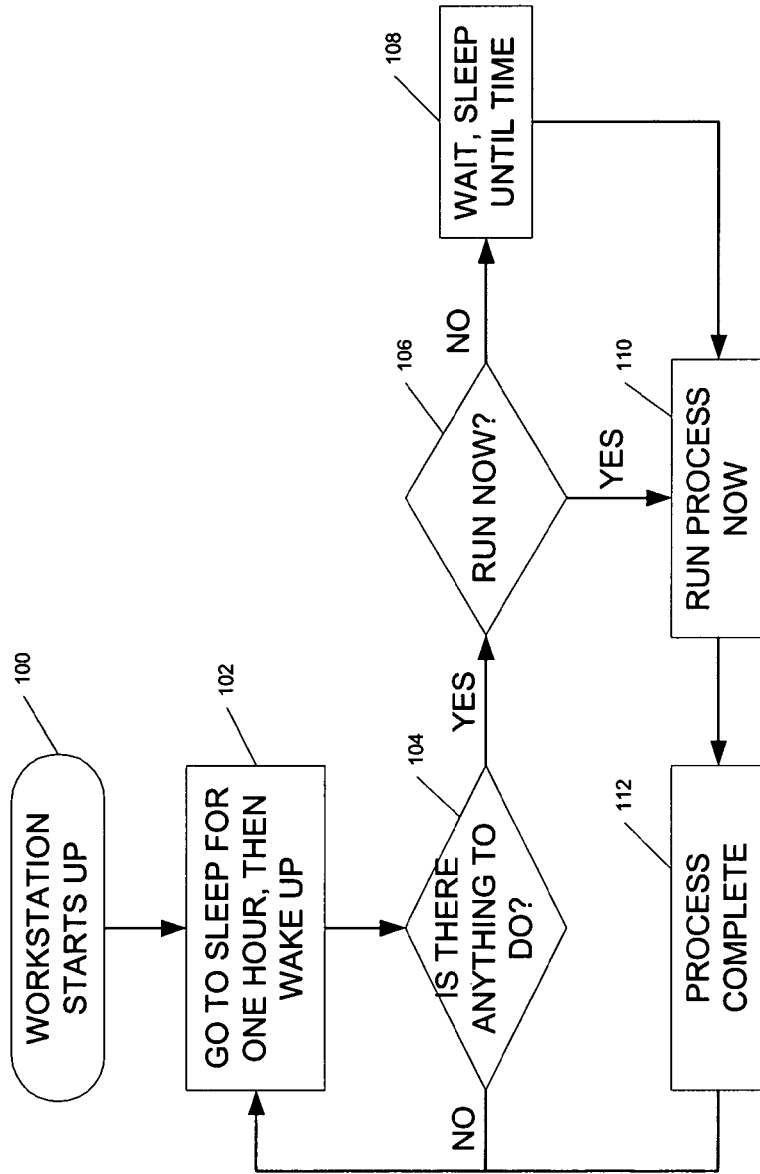 100
WORKSTATION
STARTS UP
102
GO TO SLEEP FOR
ONE HOUR, THEN
WAKE UP
104
IS THERE
ANYTHING TO
DO?
NO
YES
106
RUN NOW?
NO
YES
108
WAIT, SLEEP
UNTIL TIME
110
RUN PROCESS
NOW
112
PROCESS
COMPLETE